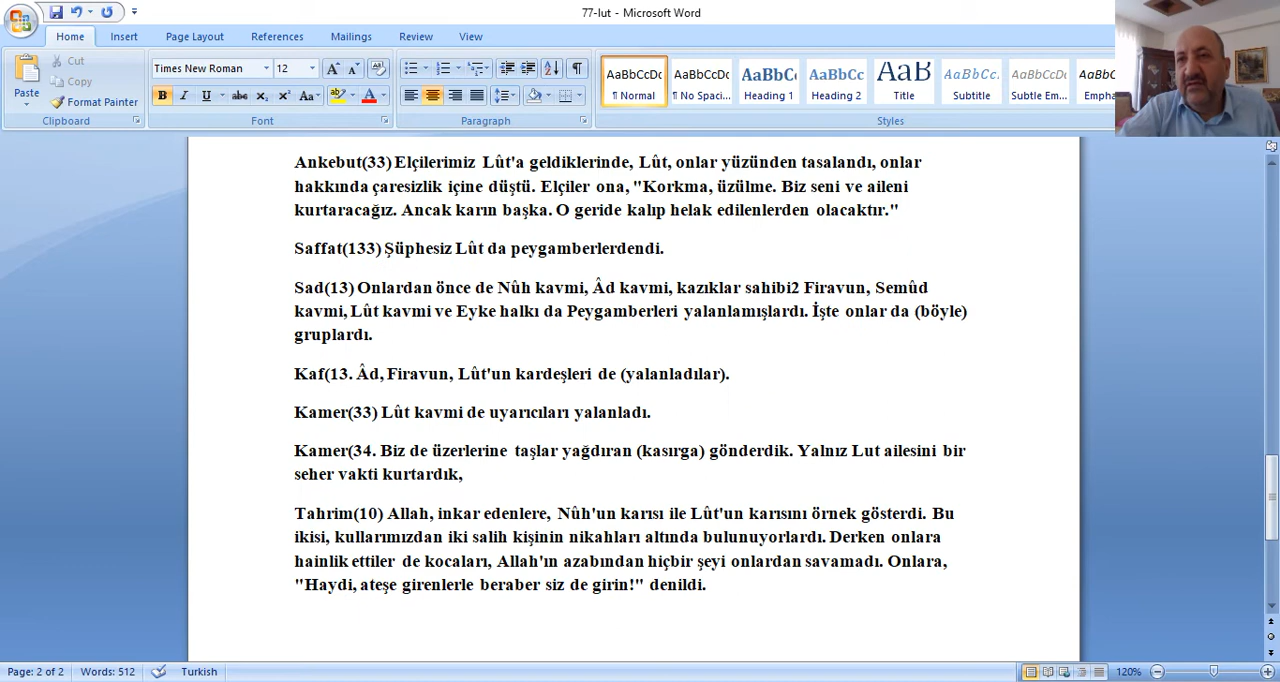 77-lut - Microsoft Word
Home Insert Page Layout References Mailings Review View
Paste
Cut
Copy
Format Painter
Clipboard
Times New Roman 12
Font
Paragraph
AaBbCcDc AaBbCcDc AaBbC AaBbCc AaB AaBbCc. AaBbCcDc AaBbCcD
¶ Normal ¶ No Spaci... Heading 1 Heading 2 Title Subtitle Subtle Em... Empha
Styles
Ankebut(33) Elçilerimiz Lût'a geldiklerinde, Lût, onlar yüzünden tasalandı, onlar
hakkında çaresizlik içine düştü. Elçiler ona, "Korkma, üzülme. Biz seni ve aileni
kurtaracağız. Ancak karın başka. O geride kalıp helak edilenlerden olacaktır."
Saffat(133) Şüphesiz Lût da peygamberlerdendi.
Sad(13) Onlardan önce de Nûh kavmi, Âd kavmi, kazıklar sahibi2 Firavun, Semûd
kavmi, Lût kavmi ve Eyke halkı da Peygamberleri yalanlamışlardı. İşte onlar da (böyle)
gruplardı.
Kaf(13. Âd, Firavun, Lût'un kardeşleri de (yalanladılar).
Kamer(33) Lût kavmi de uyarıcıları yalanladı.
Kamer(34. Biz de üzerlerine taşlar yağdıran (kasırga) gönderdik. Yalnız Lut ailesini bir
seher vakti kurtardık,
Tahrim(10) Allah, inkar edenlere, Nûh'un karısı ile Lût'un karısını örnek gösterdi. Bu
ikisi, kullarımızdan iki salih kişinin nikahları altında bulunuyorlardı. Derken onlara
hainlik ettiler de kocaları, Allah'ın azabından hiçbir şeyi onlardan savamadı. Onlara,
"Haydi, ateşe girenlerle beraber siz de girin!" denildi.
Page: 2 of 2 Words: 512 Turkish 120%